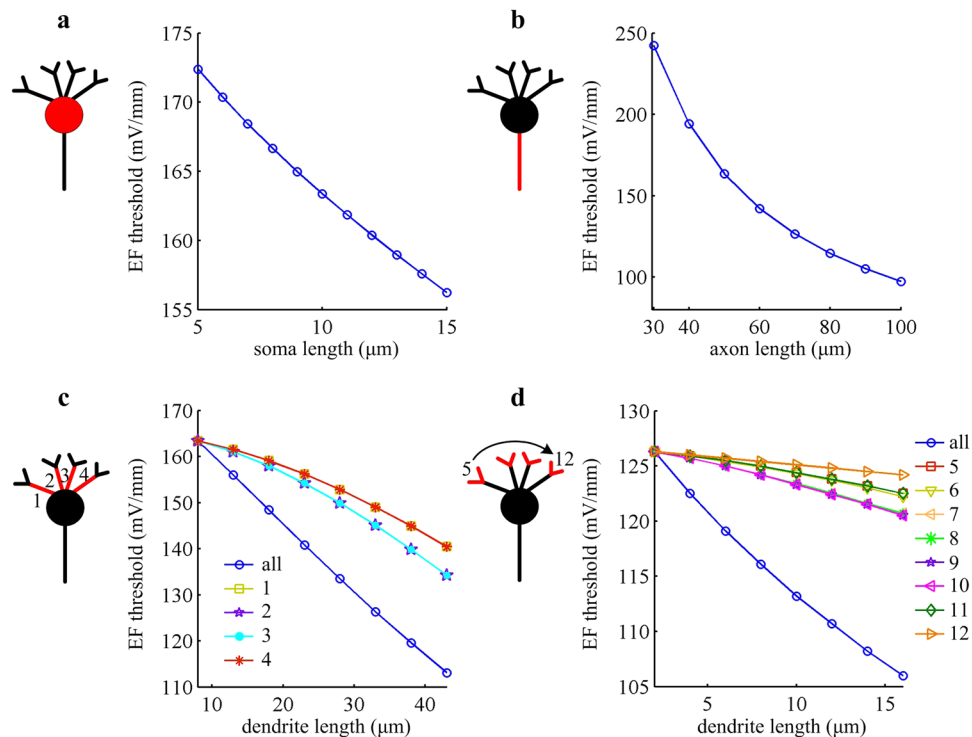 a
175
170
165
160
155
EF threshold (mV/mm)
5 10 15
soma length (μm)
b
250
200
150
100
EF threshold (mV/mm)
30 40 60 80 100
axon length (μm)
c
1 2 3 4
170
160
150
140
130
120
110
EF threshold (mV/mm)
all
1
2
3
4
10 20 30 40
dendrite length (μm)
d
5 12
130
125
120
115
110
105
EF threshold (mV/mm)
5 10 15
dendrite length (μm)
all
5
6
7
8
9
10
11
12